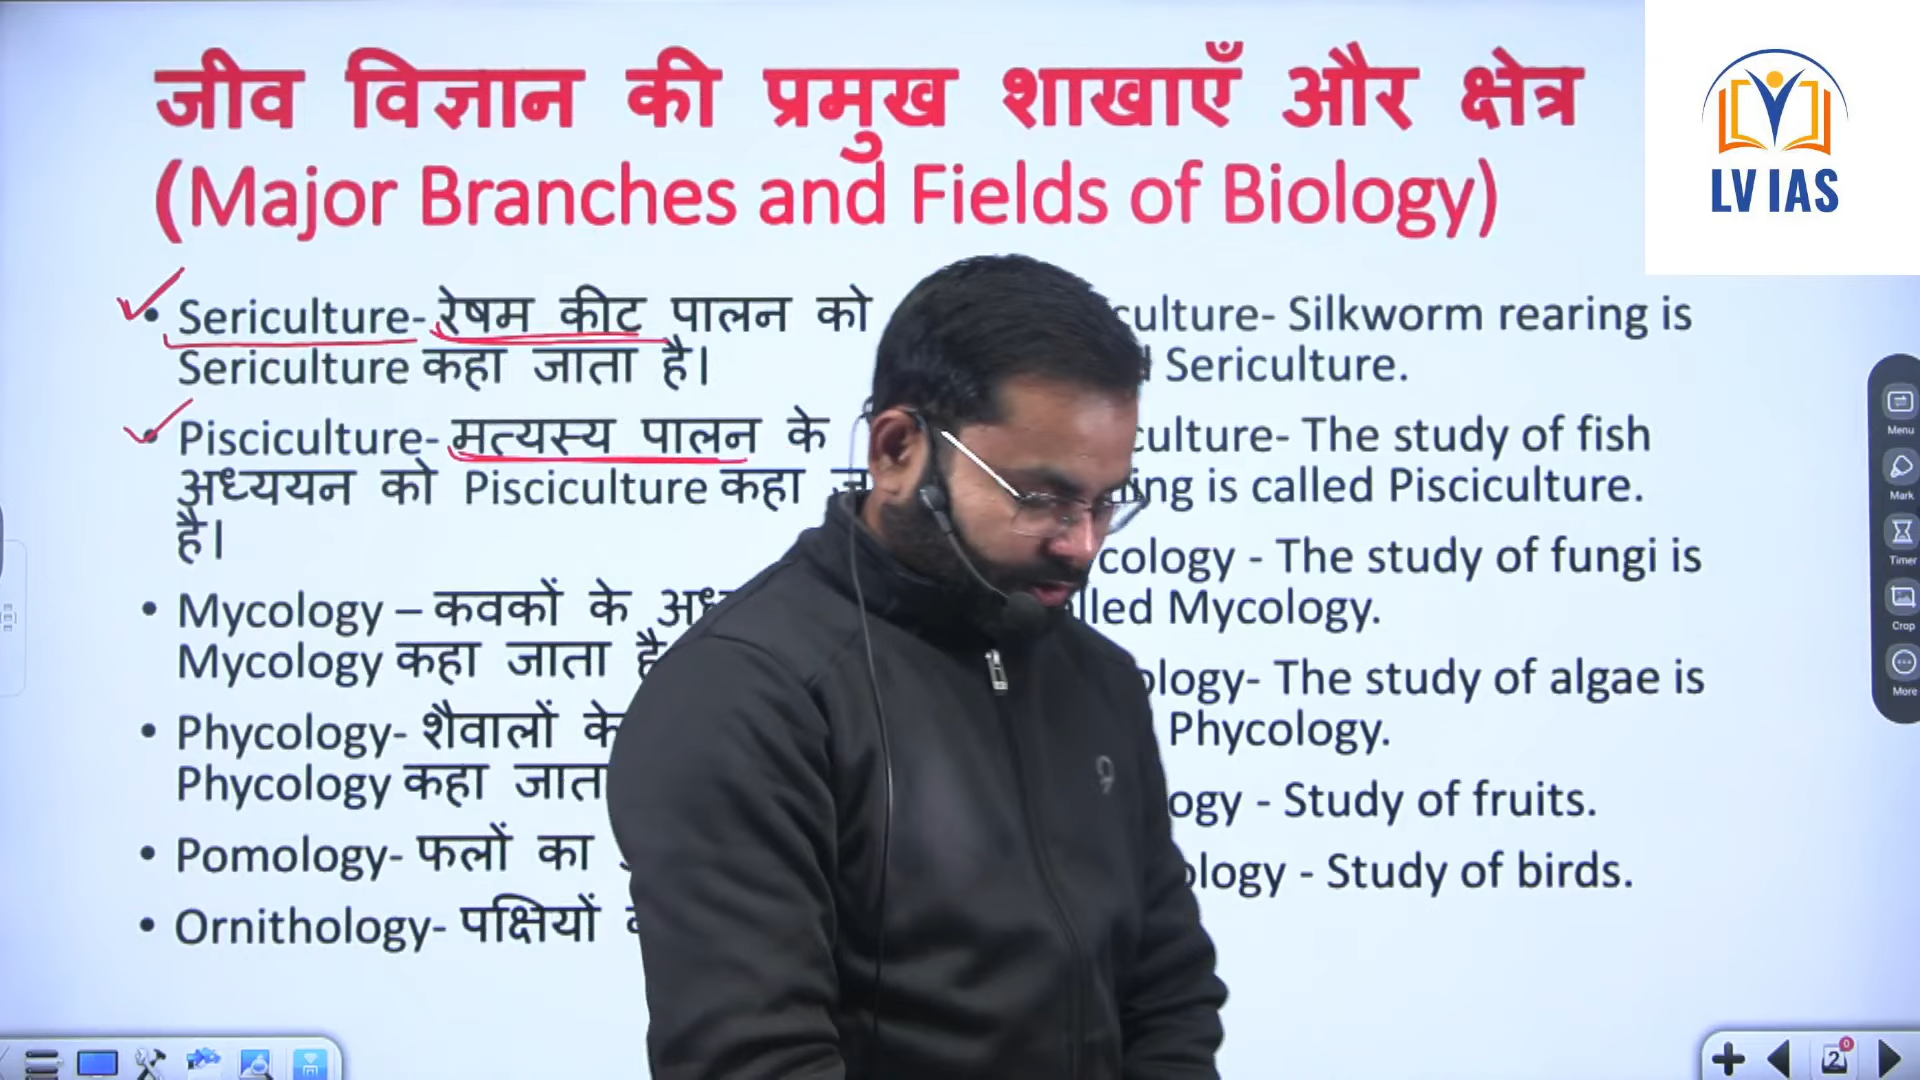 जीव विज्ञान की प्रमुख शाखाएँ और क्षेत्र
(Major Branches and Fields of Biology)
LV IAS
• Sericulture- रेषम कीट पालन को
Sericulture कहा जाता है।
• Pisciculture- मत्यस्य पालन के
अध्ययन को Pisciculture कहा
है।
• Mycology – कवकों के
Mycology कहा जाता है
• Phycology- शैवालों के
Phycology कहा जाता
• Pomology- फलों का
• Ornithology- पक्षियों
culture- Silkworm rearing is
Sericulture.
culture- The study of fish
ing is called Pisciculture.
cology - The study of fungi is
lled Mycology.
ology- The study of algae is
Phycology.
ogy - Study of fruits.
ology - Study of birds.
Menu
Mark
Timer
Crop
More
2
0